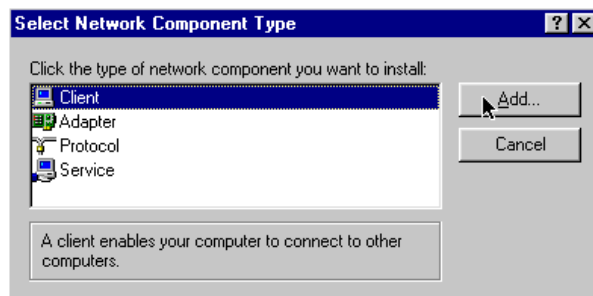 Select Network Component Type
Click the type of network component you want to install:
Client
Adapter
Protocol
Service
Add...
Cancel
A client enables your computer to connect to other
computers.